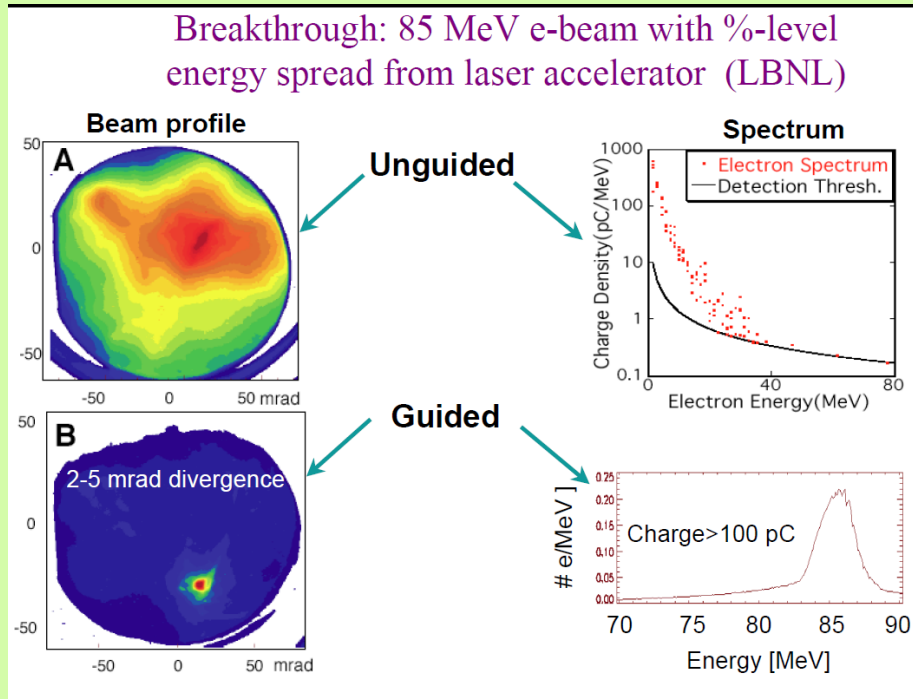 Breakthrough: 85 MeV e-beam with %-level
energy spread from laser accelerator (LBNL)
Beam profile
Spectrum
A
50
0
-50
-50
0
50 mrad
Unguided
1000
100
10
1
0.1
Charge Density(pC/MeV)
Electron Spectrum
Detection Thresh.
0
40
80
Electron Energy(MeV)
B
50
0
-50
2-5 mrad divergence
-50
0
50
mrad
Guided
0.25
0.20
0.15
0.10
0.05
0.00
# e/MeV ]
Charge>100 pC
70
75
80
85
90
Energy [MeV]